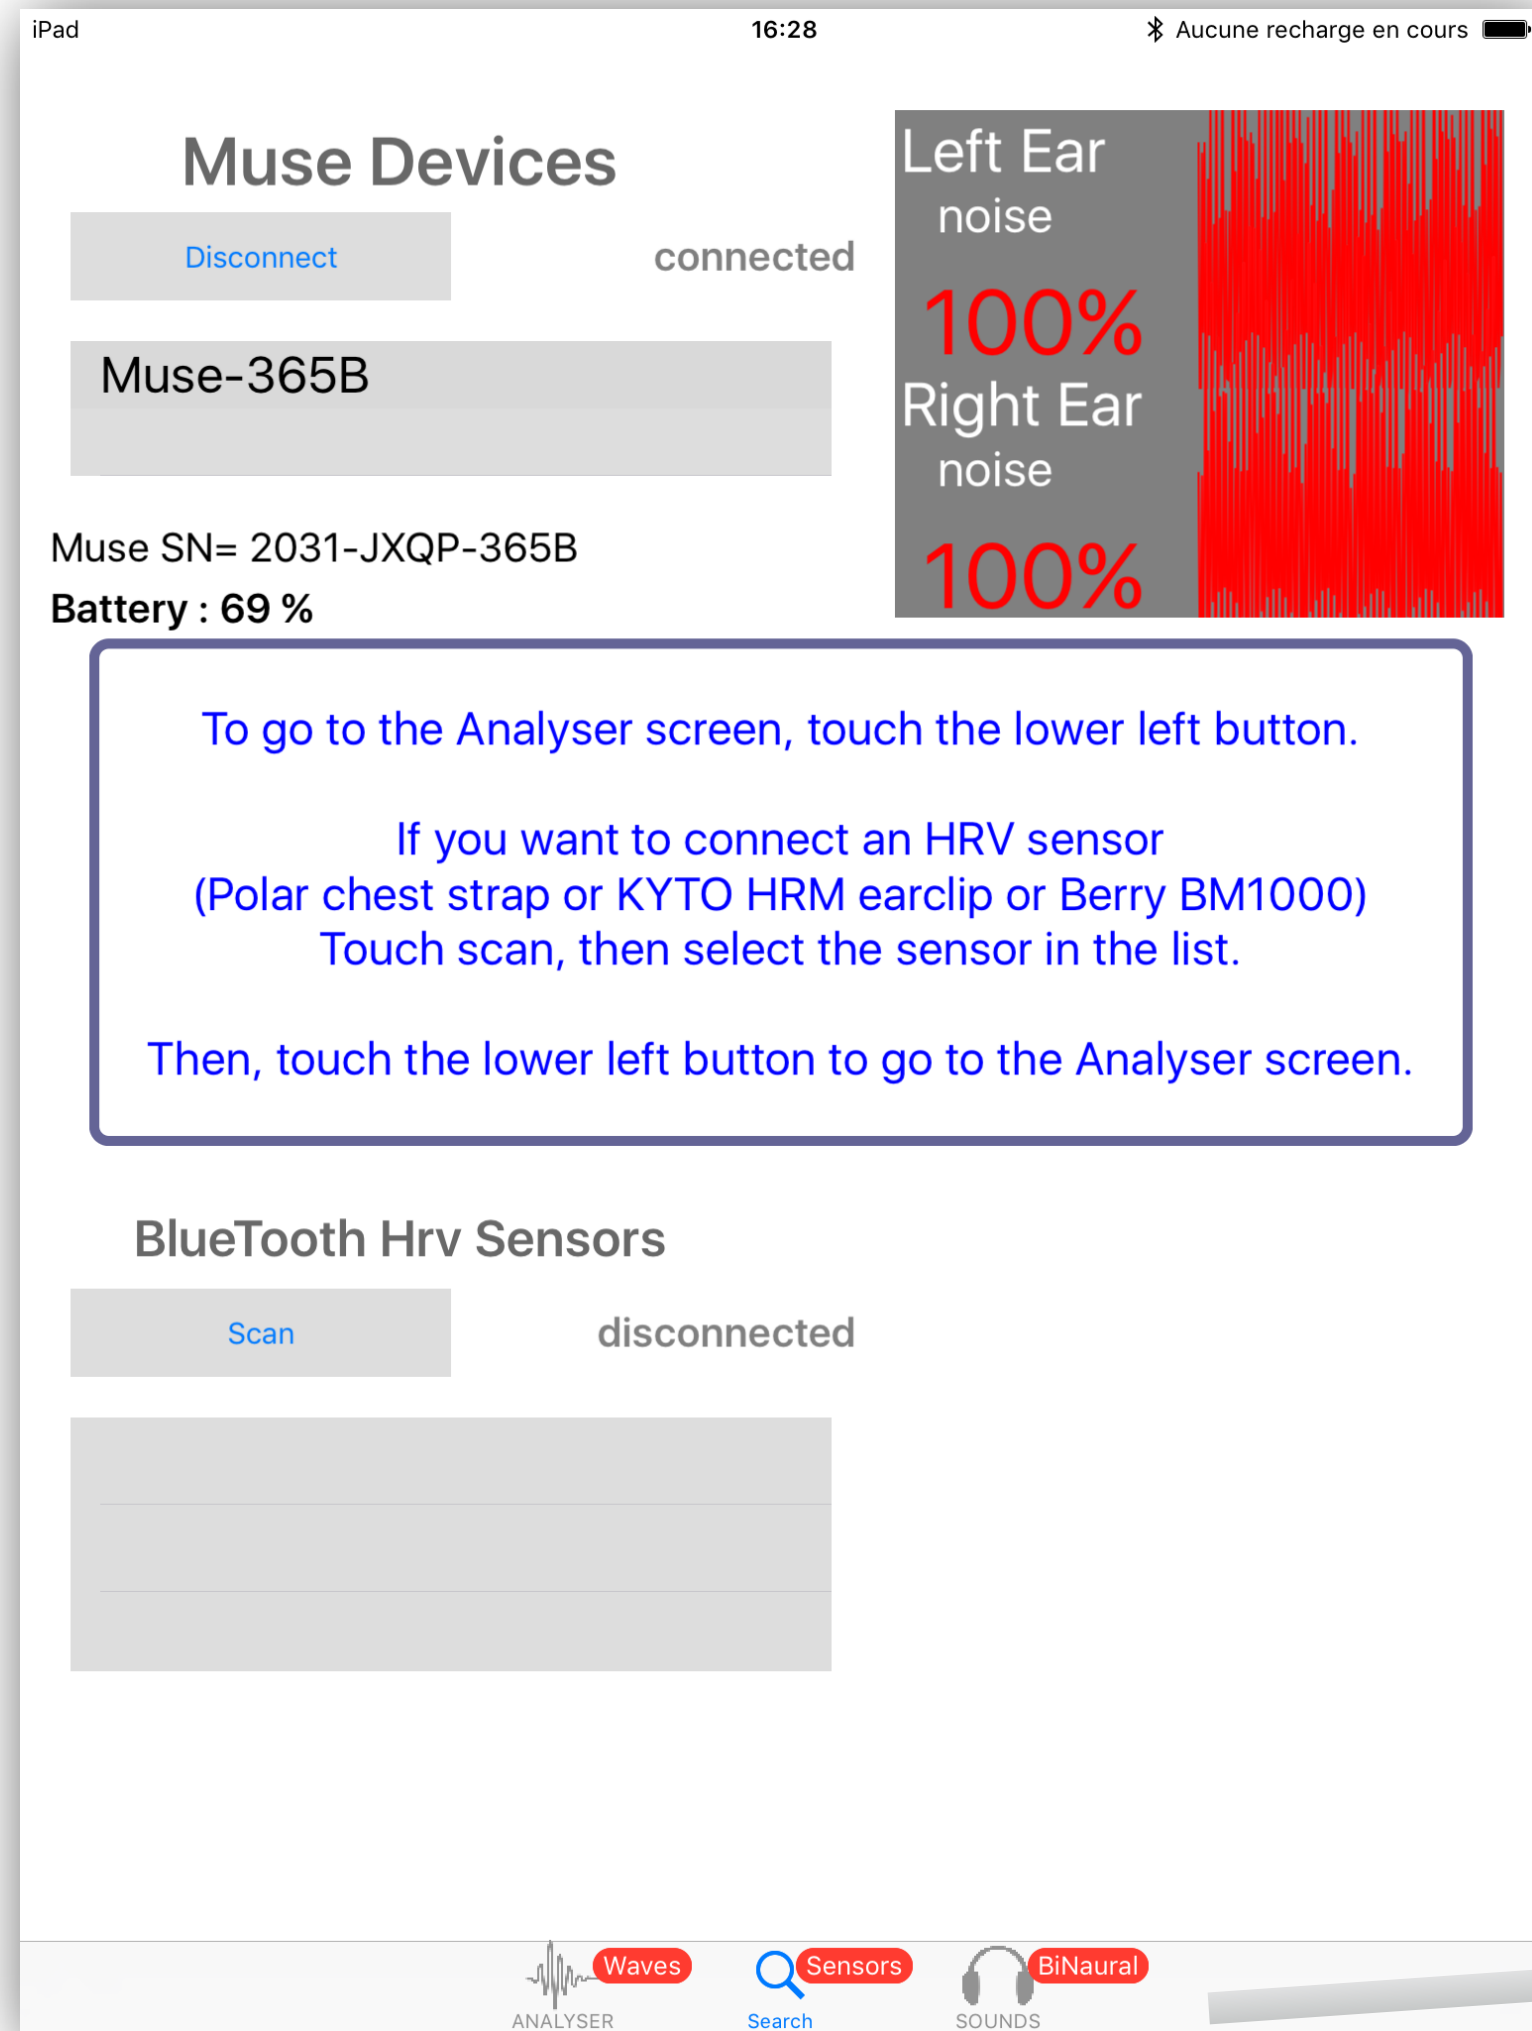 iPad
16:28
Aucune recharge en cours
Muse Devices
Disconnect
connected
Muse-365B
Muse SN= 2031-JXQP-365B
Battery : 69 %
Left Ear
noise
100%
Right Ear
noise
100%
To go to the Analyser screen, touch the lower left button.
If you want to connect an HRV sensor
(Polar chest strap or KYTO HRM earclip or Berry BM1000)
Touch scan, then select the sensor in the list.
Then, touch the lower left button to go to the Analyser screen.
BlueTooth Hrv Sensors
Scan
disconnected
Waves
ANALYSER
Sensors
Search
BiNaural
SOUNDS